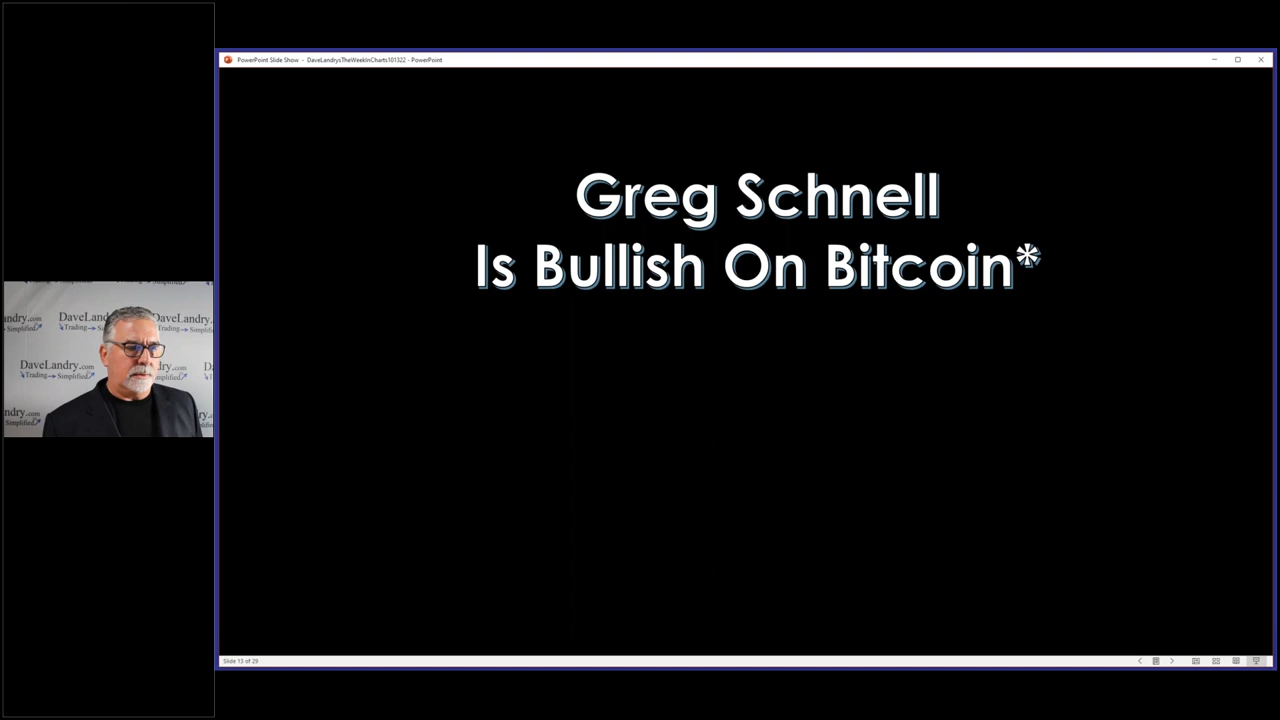 PowerPoint Slide Show - DaveLandrysTheWeekInCharts101322 - PowerPoint
Greg Schnell
Is Bullish On Bitcoin*
DaveLandry.com
Trading Simplified
Slide 13 of 29